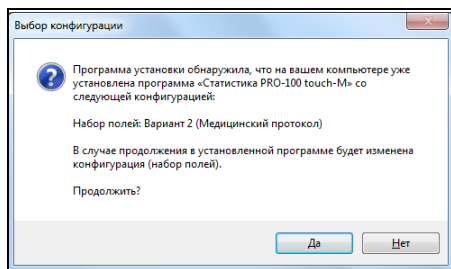 Выбор конфигурации
Программа установки обнаружила, что на вашем компьютере уже
установлена программа «Статистика PRO-100 touch-M» со
следующей конфигурацией:
Набор полей: Вариант 2 (Медицинский протокол)
В случае продолжения в установленной программе будет изменена
конфигурация (набор полей).
Продолжить?
Да
Нет